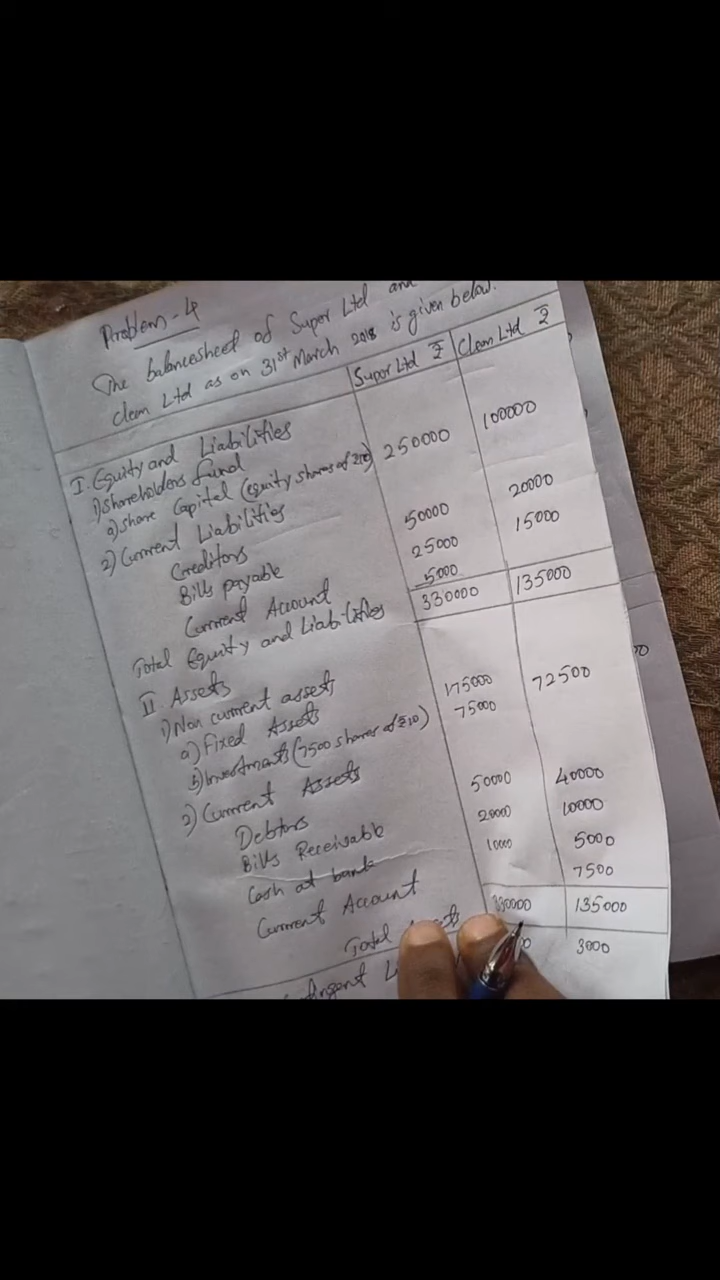 Problem-4
The balancesheet of Super Ltd and
Clean Ltd as on 31st March 2018 is given below.
Super Ltd ₹ Clean Ltd ₹
I. Equity and Liabilities
1) Shareholders fund
a) Share Capital (equity shares of ₹10) 250000 100000
2) Current Liabilities
Creditors 50000 20000
Bills payable 25000 15000
Current Account 5000
Total Equity and Liabilities 330000 135000
II. Assets
1) Non current assets
a) Fixed Assets 175000 72500
b) Investments (7500 shares of ₹10) 75000
2) Current Assets
Debtors 50000 40000
Bills Receivable 20000 10000
Cash at bank 10000 5000
Current Account 7500
Total 330000 135000
3000